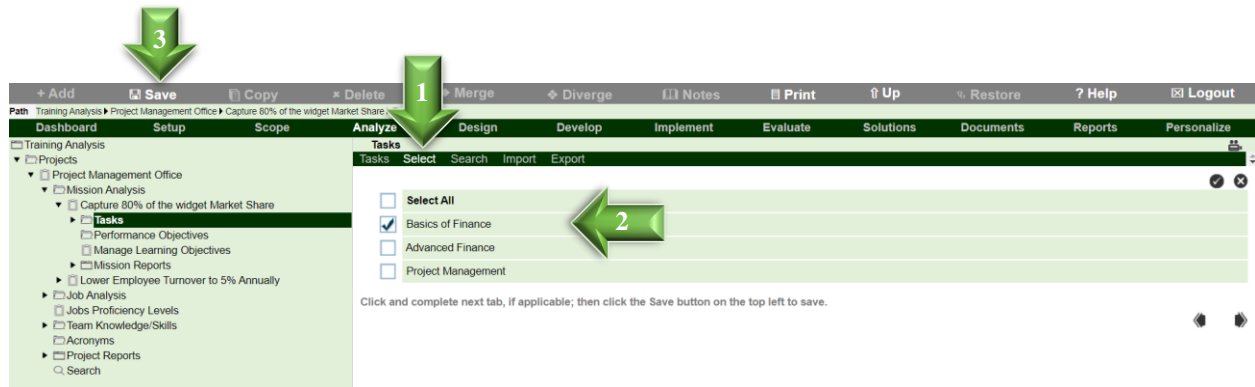 3
1
+ Add Save Copy × Delete Merge Diverge Notes Print Up Restore ? Help Logout
Path Training Analysis Project Management Office Capture 80% of the widget Market Share
Dashboard Setup Scope Analyze Design Develop Implement Evaluate Solutions Documents Reports Personalize
Training Analysis
Projects
Project Management Office
Mission Analysis
Capture 80% of the widget Market Share
Tasks
Performance Objectives
Manage Learning Objectives
Mission Reports
Lower Employee Turnover to 5% Annually
Job Analysis
Jobs Proficiency Levels
Team Knowledge/Skills
Acronyms
Project Reports
Search
Tasks
Tasks Select Search Import Export
Select All
Basics of Finance
2
Advanced Finance
Project Management
Click and complete next tab, if applicable; then click the Save button on the top left to save.